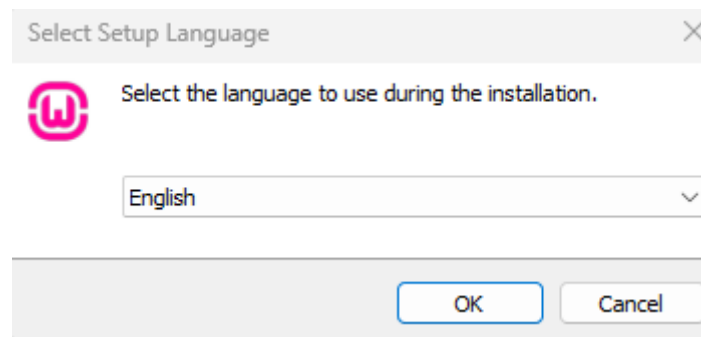 Select Setup Language
Select the language to use during the installation.
English
OK
Cancel